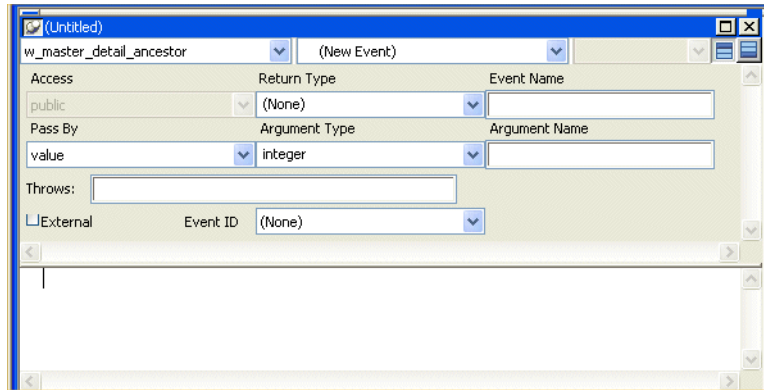 (Untitled)
w_master_detail_ancestor (New Event)
Access Return Type Event Name
public (None)
Pass By Argument Type Argument Name
value integer
Throws:
External Event ID (None)